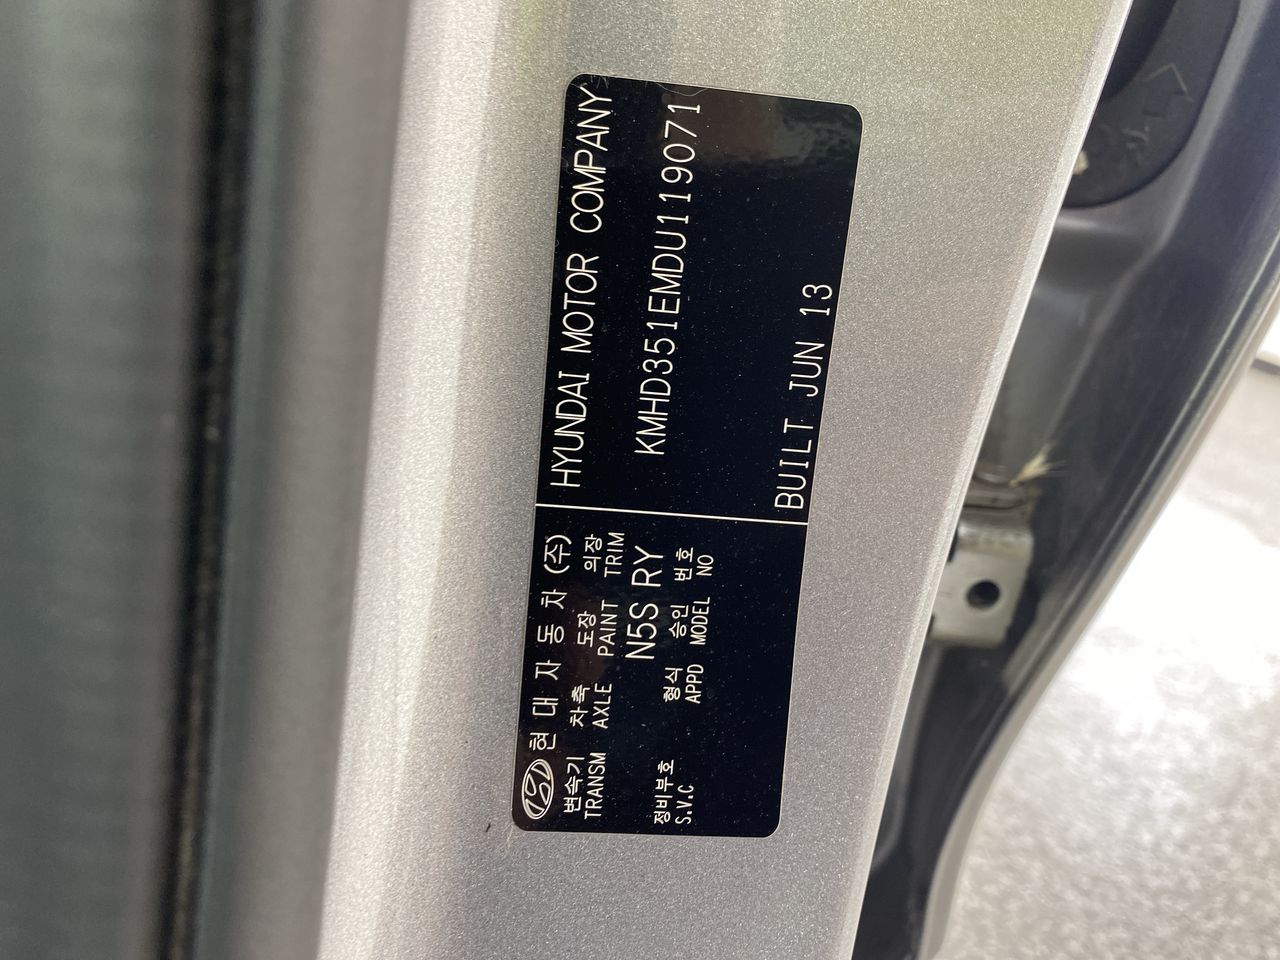 현대자동차(주)
HYUNDAI MOTOR COMPANY
변속기 차축 도장 의장
TRANSM AXLE PAINT TRIM
N5S RY
KMHD351EMDU119071
정비부호 형식 승인 번호
S.V.C APPD MODEL NO
BUILT JUN 13